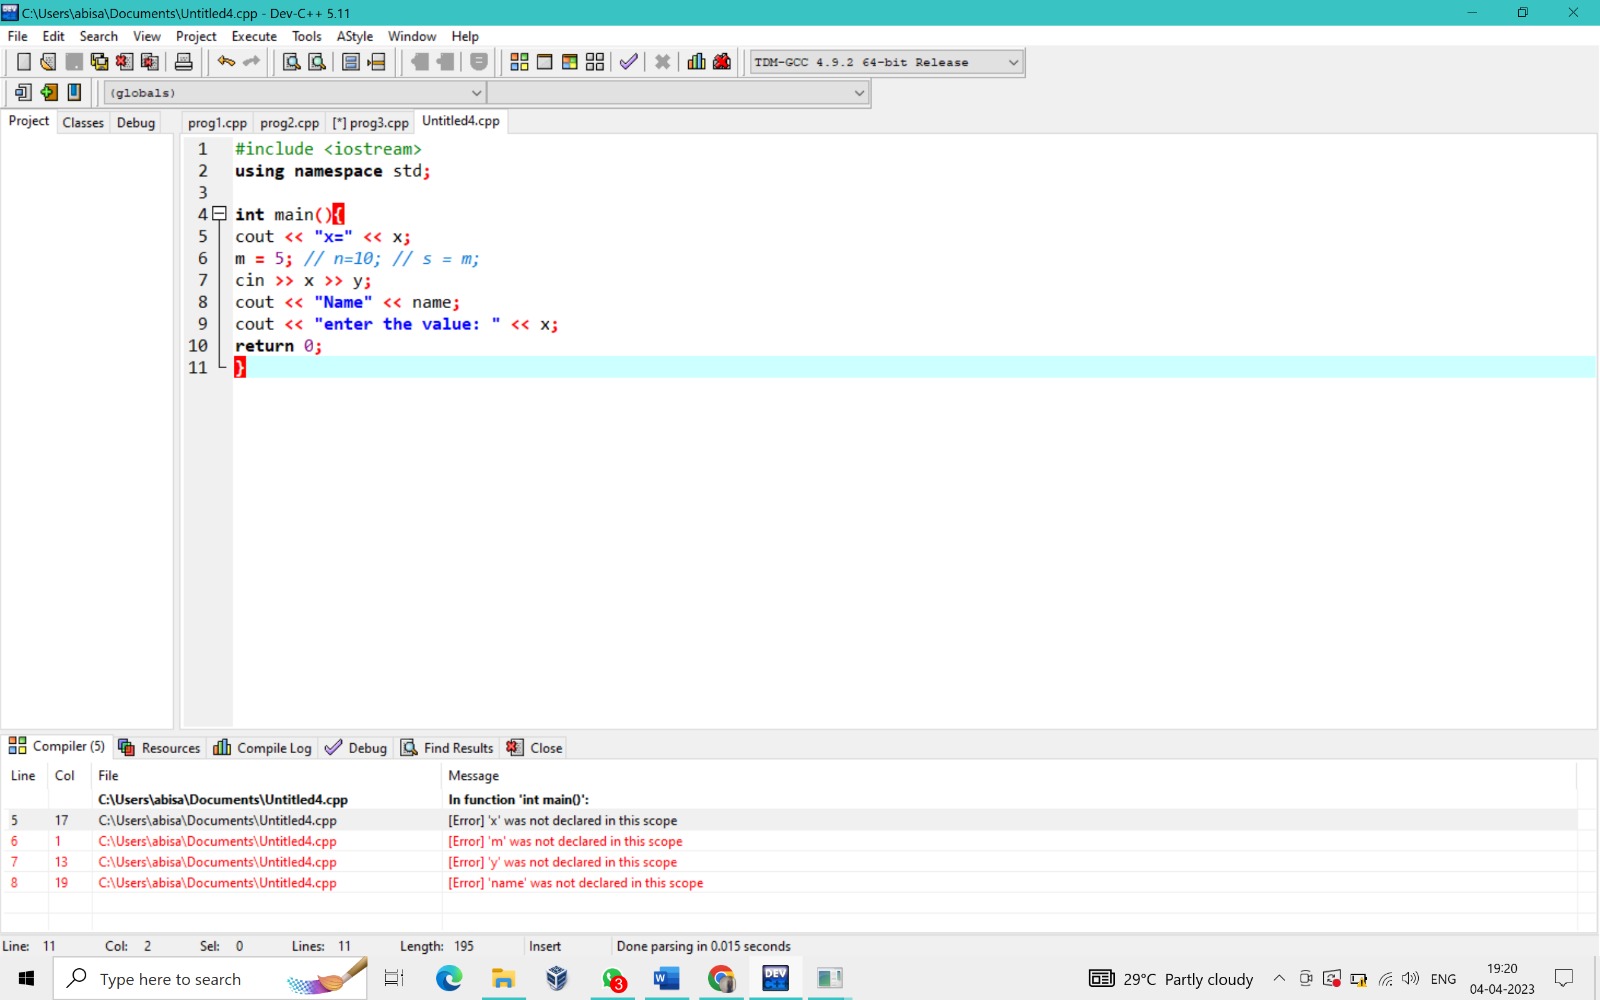 C:\Users\abisa\Documents\Untitled4.cpp - Dev-C++ 5.11
File Edit Search View Project Execute Tools AStyle Window Help
TDM-GCC 4.9.2 64-bit Release
(globals)
Project Classes Debug prog1.cpp prog2.cpp [*] prog3.cpp Untitled4.cpp
1 #include <iostream>
2 using namespace std;
3
4 int main(){
5 cout << "x=" << x;
6 m = 5; // n=10; // s = m;
7 cin >> x >> y;
8 cout << "Name" << name;
9 cout << "enter the value: " << x;
10 return 0;
11 }
Compiler (5) Resources Compile Log Debug Find Results Close
Line Col File Message
C:\Users\abisa\Documents\Untitled4.cpp In function 'int main()':
5 17 C:\Users\abisa\Documents\Untitled4.cpp [Error] 'x' was not declared in this scope
6 1 C:\Users\abisa\Documents\Untitled4.cpp [Error] 'm' was not declared in this scope
7 13 C:\Users\abisa\Documents\Untitled4.cpp [Error] 'y' was not declared in this scope
8 19 C:\Users\abisa\Documents\Untitled4.cpp [Error] 'name' was not declared in this scope
Line: 11 Col: 2 Sel: 0 Lines: 11 Length: 195 Insert Done parsing in 0.015 seconds
Type here to search 3 W DEV 29°C Partly cloudy ENG 19:20
04-04-2023